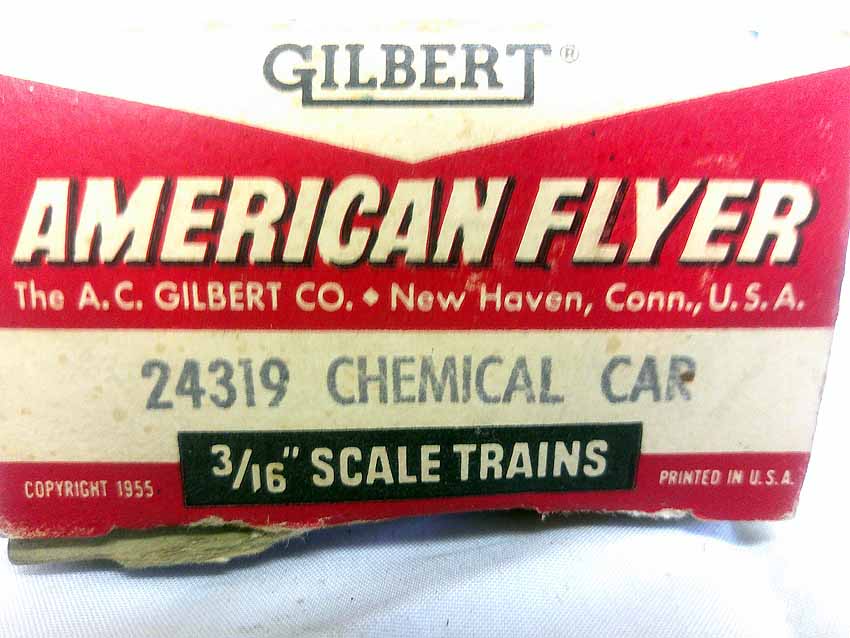 GILBERT®
AMERICAN FLYER
The A.C. GILBERT CO. ◆ New Haven, Conn., U.S.A.
24319 CHEMICAL CAR
3/16" SCALE TRAINS
COPYRIGHT 1955
PRINTED IN U.S.A.